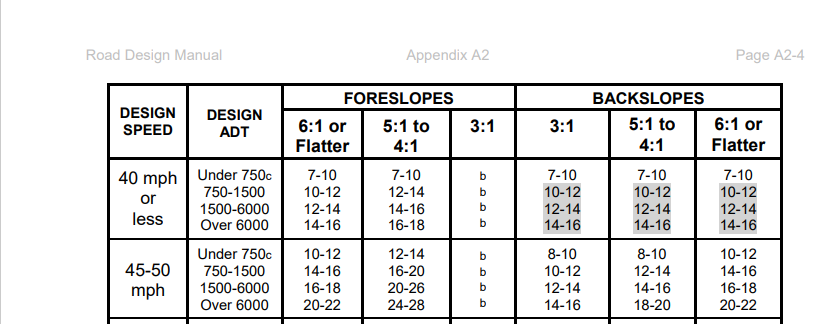 Road Design Manual Appendix A2 Page A2-4
DESIGN SPEED DESIGN ADT FORESLOPES BACKSLOPES
6:1 or Flatter 5:1 to 4:1 3:1 3:1 5:1 to 4:1 6:1 or Flatter
40 mph or less
Under 750c 7-10 7-10 b 7-10 7-10 7-10
750-1500 10-12 12-14 b 10-12 10-12 10-12
1500-6000 12-14 14-16 b 12-14 12-14 12-14
Over 6000 14-16 16-18 b 14-16 14-16 14-16
45-50 mph
Under 750c 10-12 12-14 b 8-10 8-10 10-12
750-1500 14-16 16-20 b 10-12 12-14 14-16
1500-6000 16-18 20-26 b 12-14 14-16 16-18
Over 6000 20-22 24-28 b 14-16 18-20 20-22